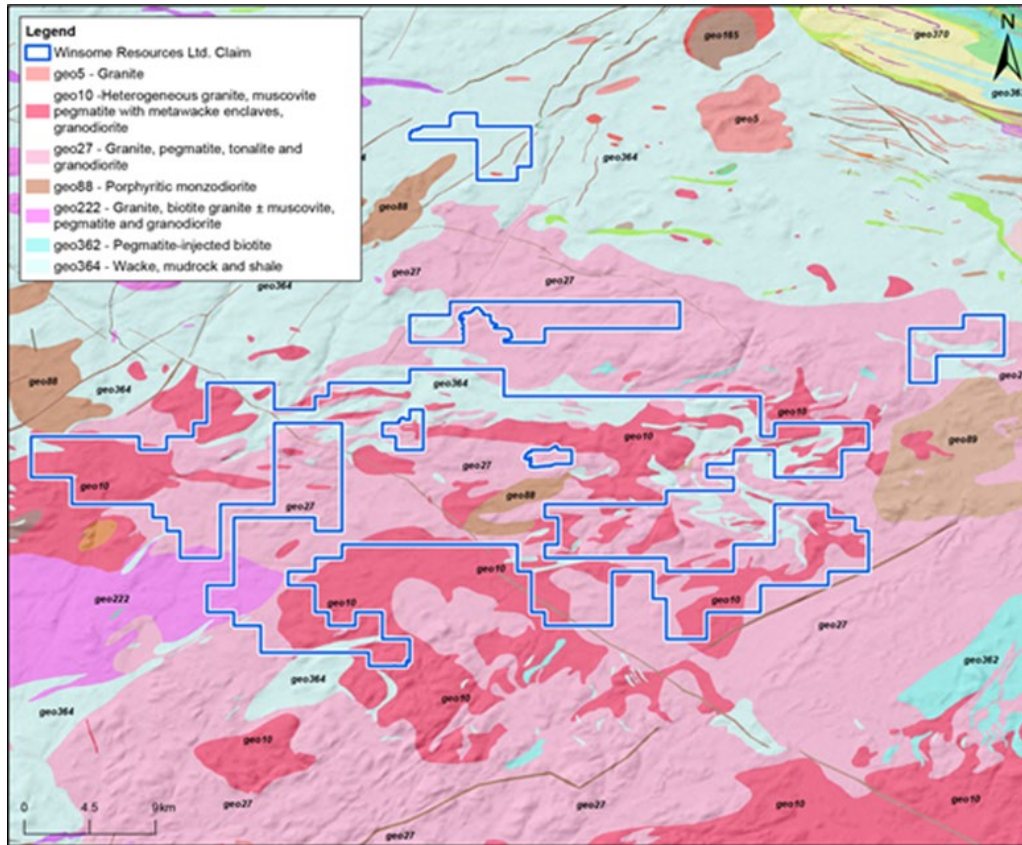 Legend
Winsome Resources Ltd. Claim
geo5 - Granite
geo10 -Heterogeneous granite, muscovite
pegmatite with metawacke enclaves,
granodiorite
geo27 - Granite, pegmatite, tonalite and
granodiorite
geo88 - Porphyritic monzodiorite
geo222 - Granite, biotite granite ± muscovite,
pegmatite and granodiorite
geo362 - Pegmatite-injected biotite
geo364 - Wacke, mudrock and shale
geo165
geo370
N
geo5
geo364
geo88
geo27
geo27
geo364
geo88
geo364
geo364
geo10
geo10
geo89
geo27
geo10
geo88
geo27
geo10
geo222
geo10
geo10
geo27
geo362
geo364
geo10
geo364
geo10
geo27
geo27
geo10
geo10
geo27
0 4.5 9km